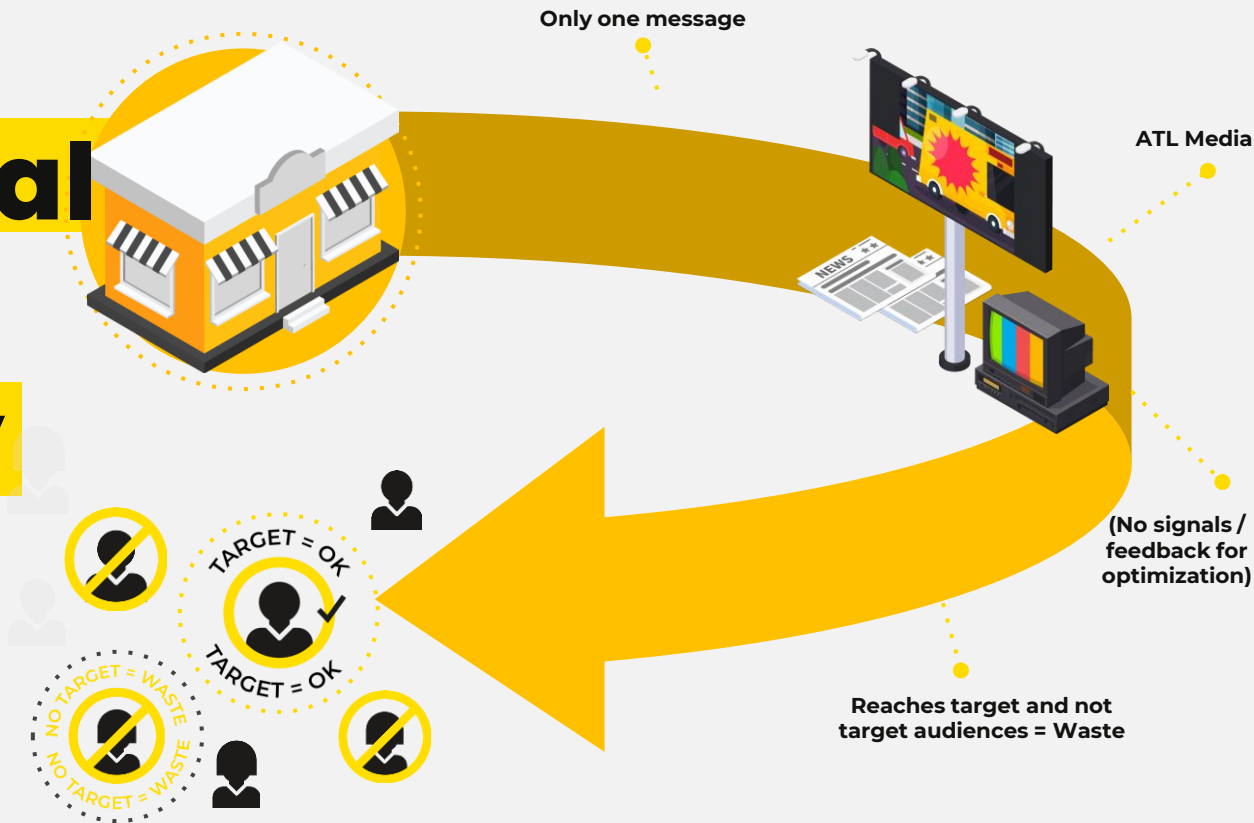 Only one message
ATL Media
al
NEWS
(No signals /
feedback for
optimization)
TARGET = OK
TARGET = OK
NO TARGET = WASTE
NO TARGET = WASTE
Reaches target and not
target audiences = Waste